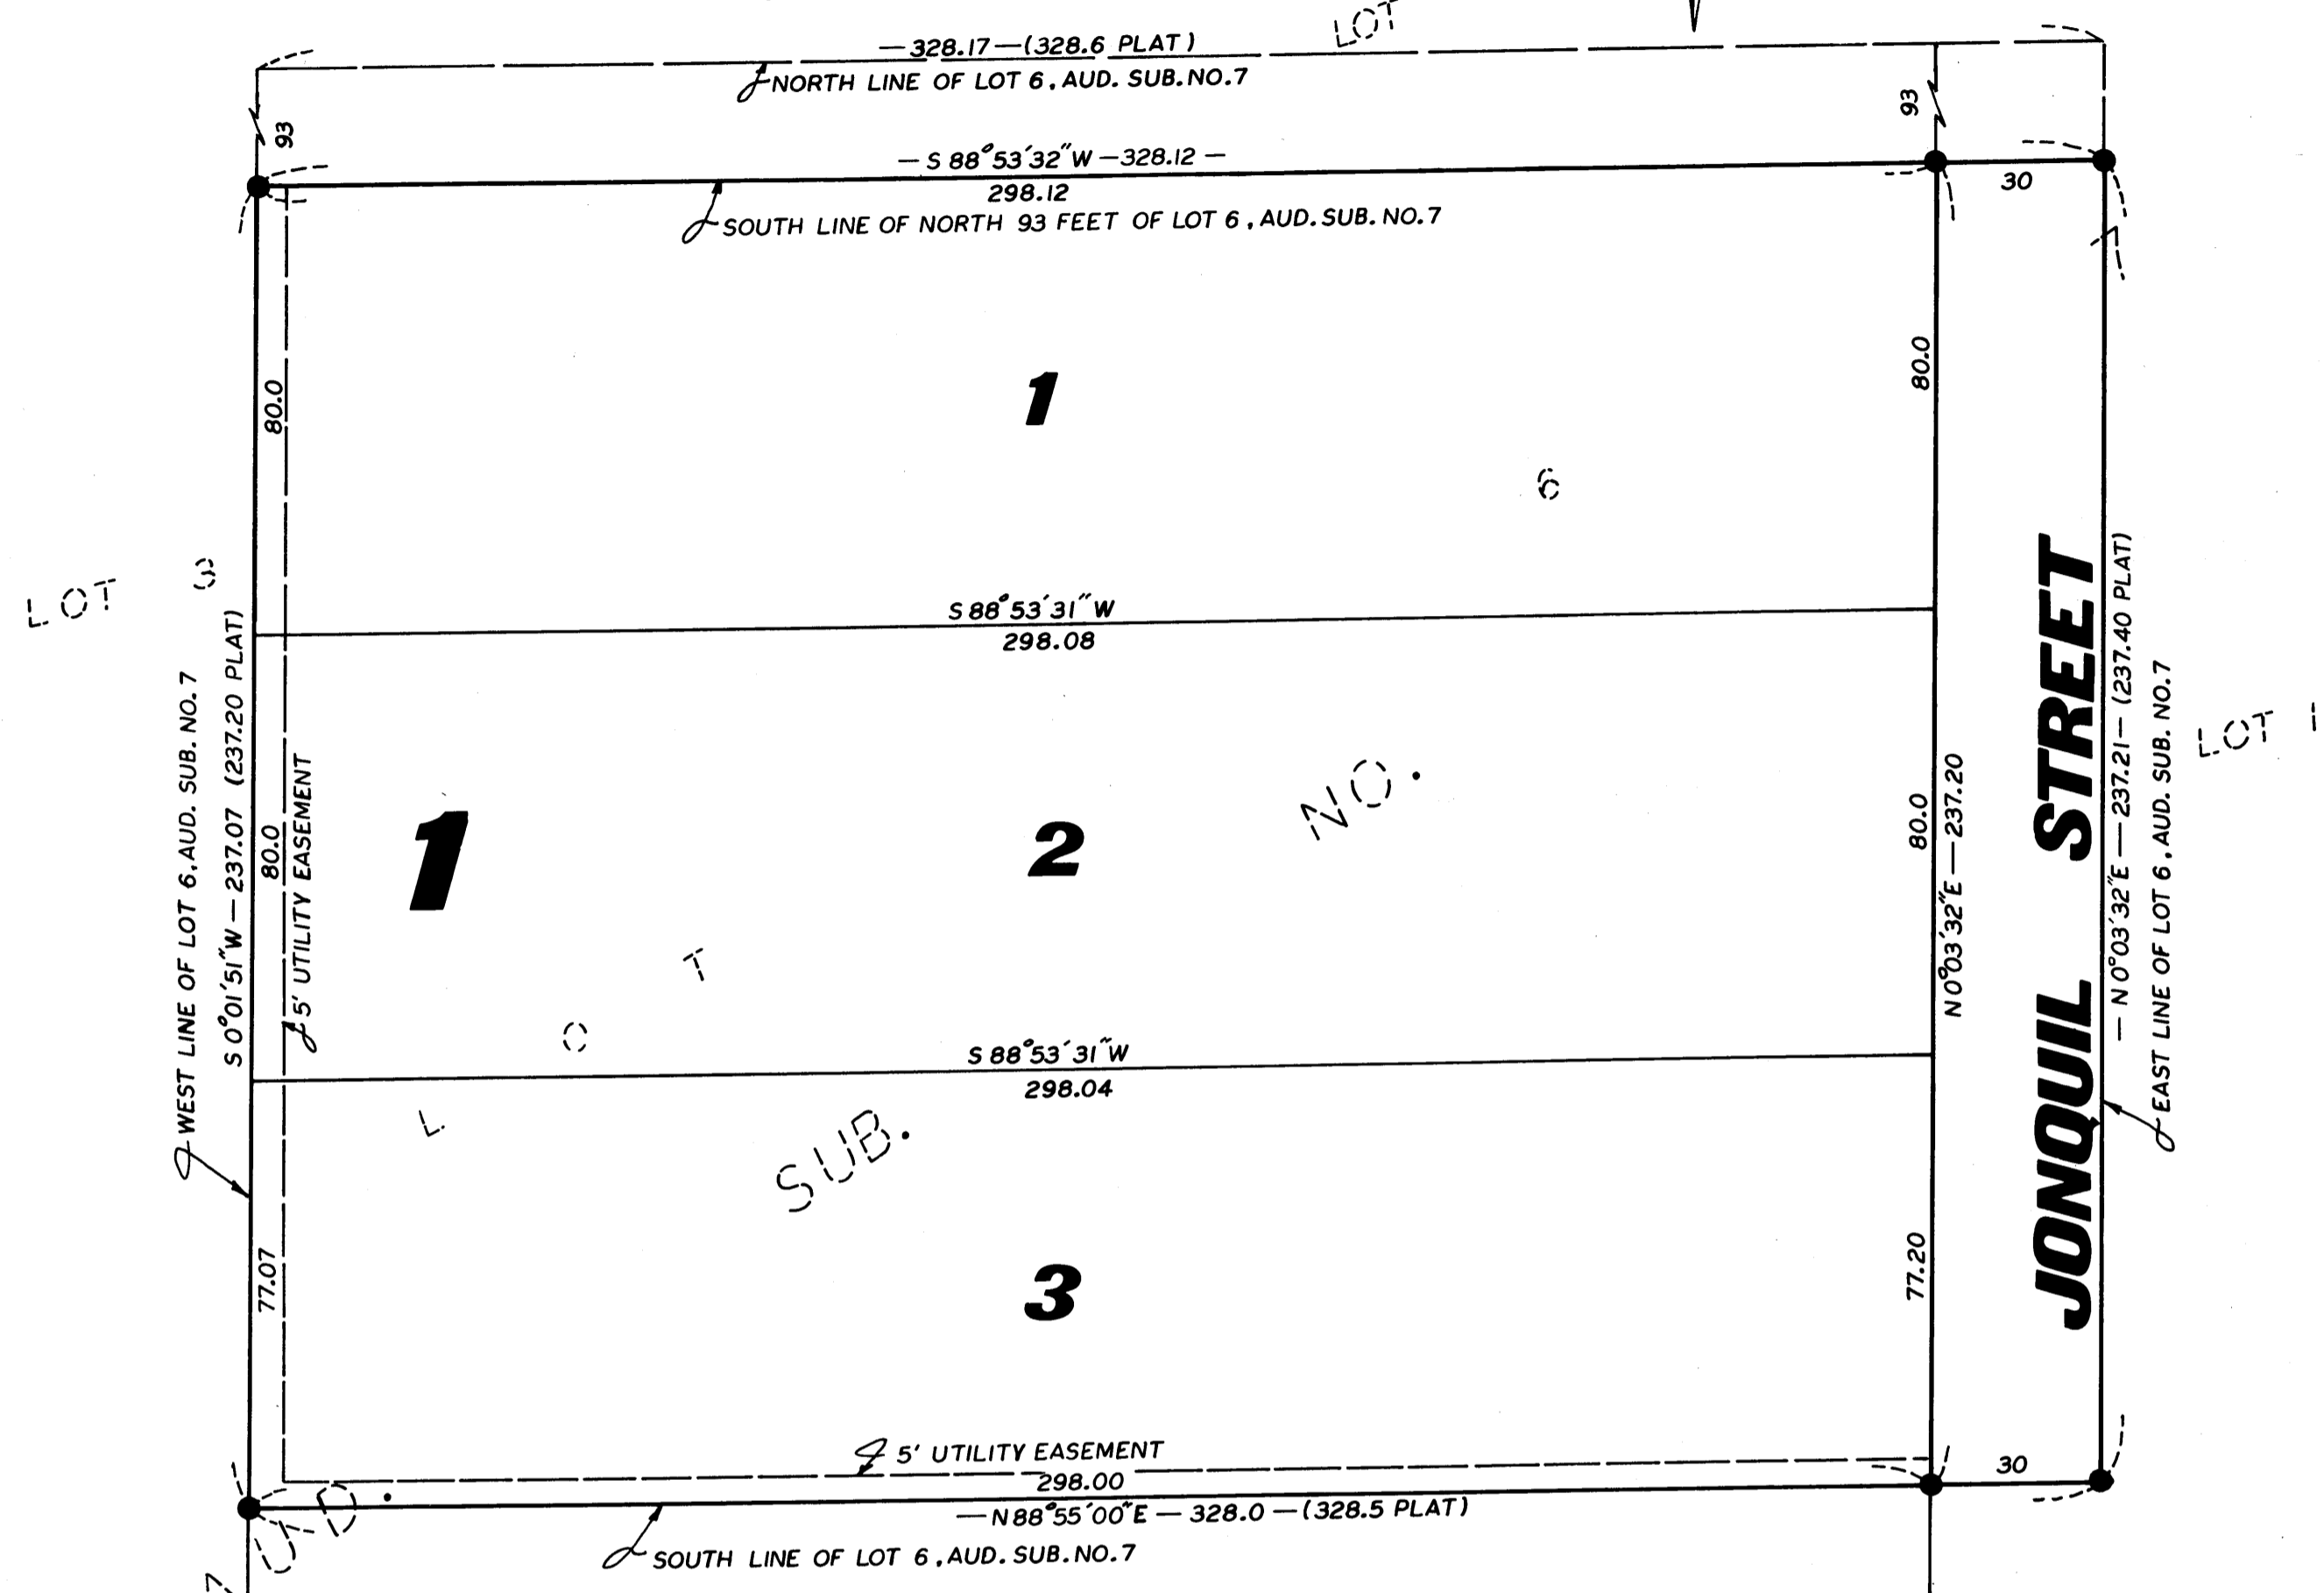 LOT
—328.17—(328.6 PLAT)
NORTH LINE OF LOT 6, AUD. SUB. NO. 7
93
93
— S 88°53´32˝W —328.12 —
298.12
30
SOUTH LINE OF NORTH 93 FEET OF LOT 6, AUD. SUB. NO. 7
80.0
80.0
1
6
LOT 3
S 88°53´31˝W
298.08
WEST LINE OF LOT 6, AUD. SUB. NO. 7
S 0°01´51˝W — 237.07 (237.20 PLAT)
80.0
5' UTILITY EASEMENT
1
2
NO.
80.0
N 0°03´32˝E — 237.20
JONQUIL STREET
— N 0°03´32˝E — 237.21 — (237.40 PLAT)
EAST LINE OF LOT 6, AUD. SUB. NO. 7
LOT 1
LOT
S 88°53´31˝W
298.04
SUB.
77.07
3
77.20
5' UTILITY EASEMENT
298.00
30
— N 88°55´00˝E — 328.0 — (328.5 PLAT)
UD.
SOUTH LINE OF LOT 6, AUD. SUB. NO. 7